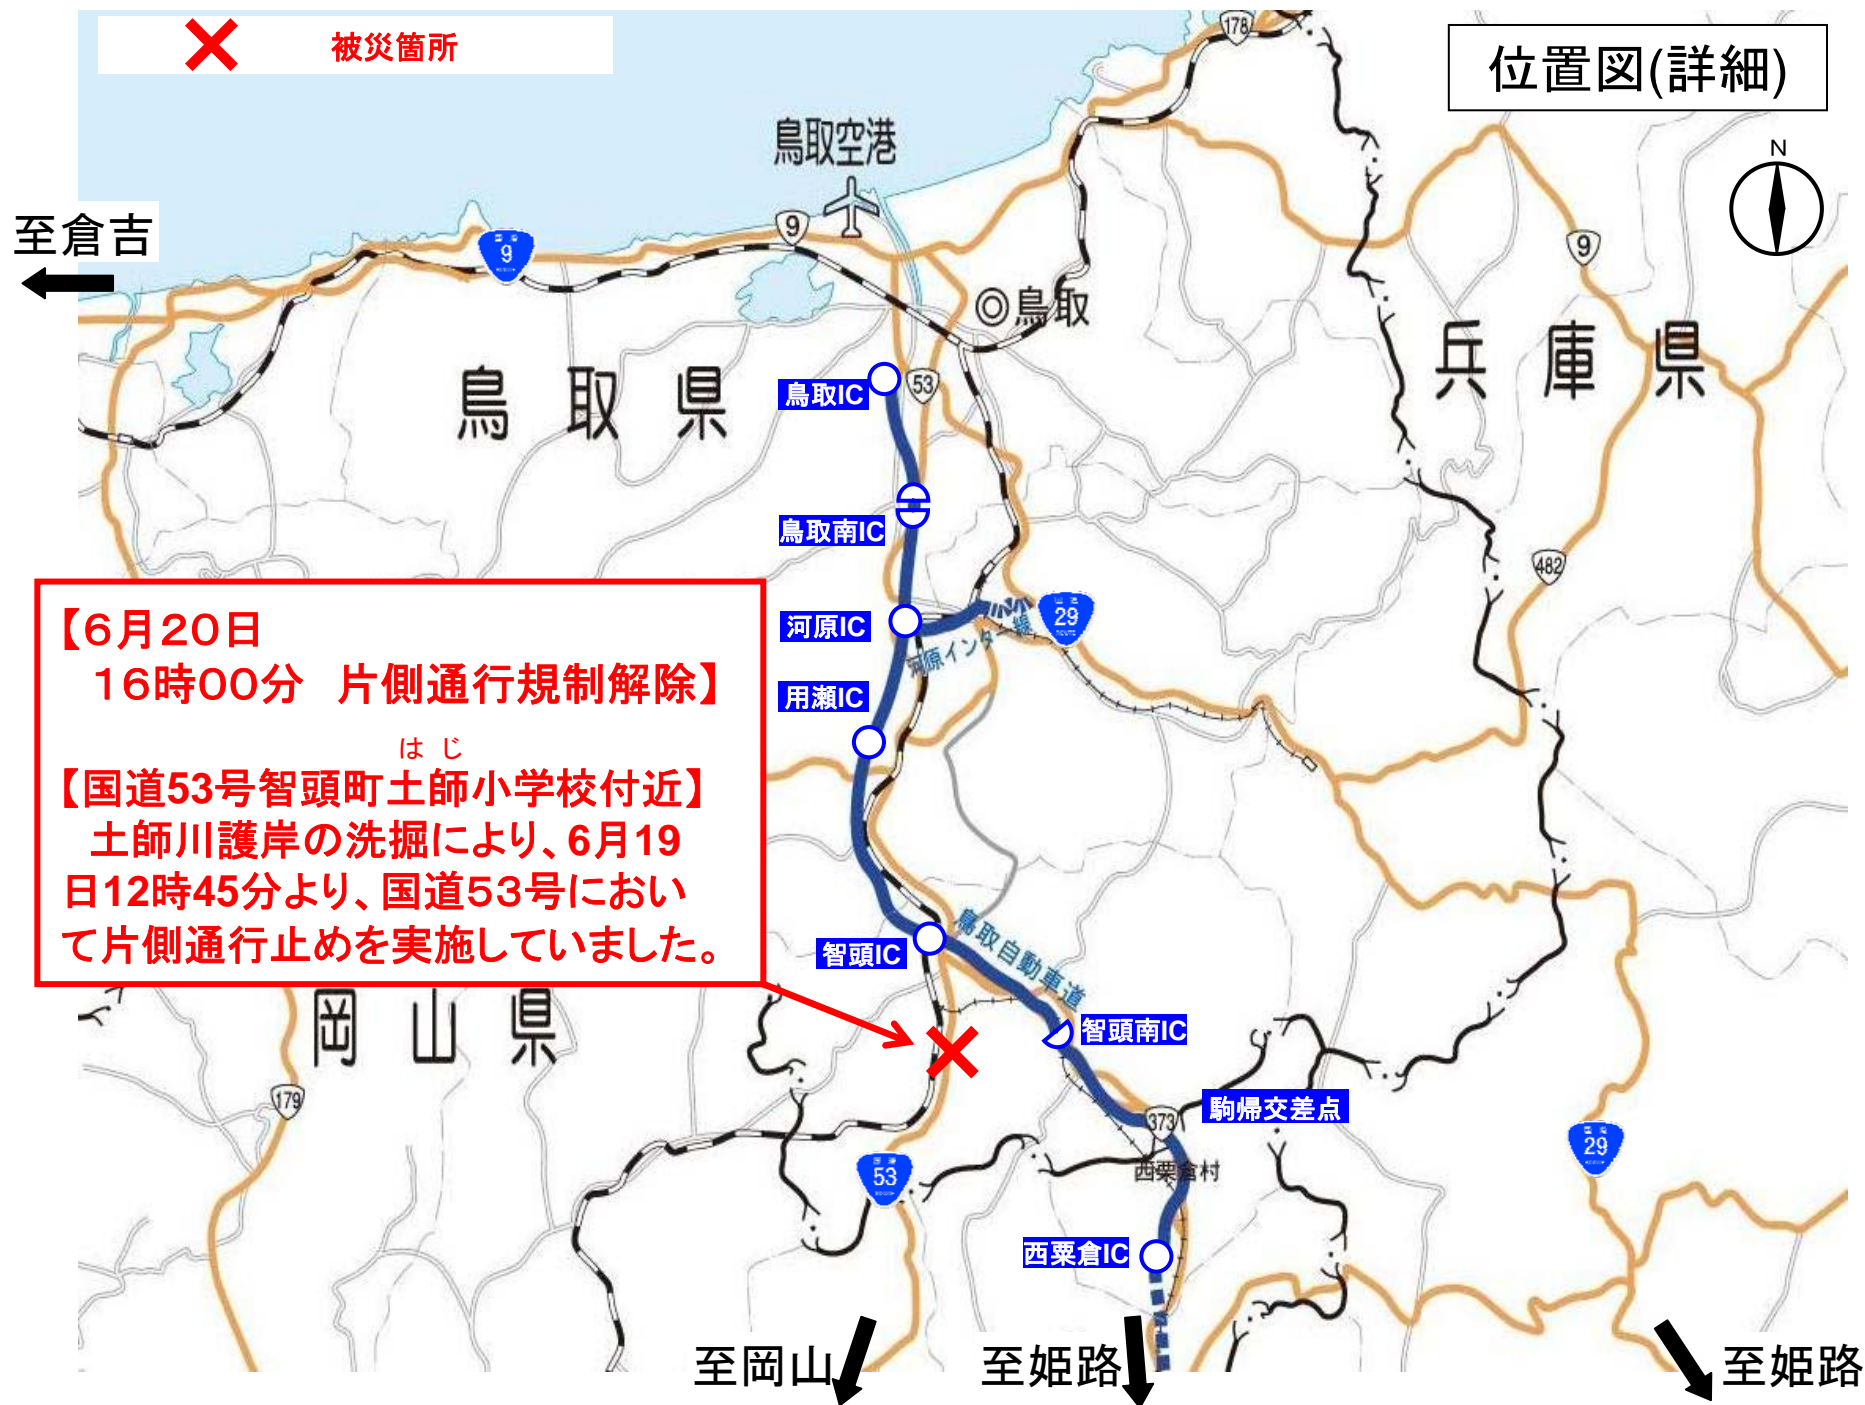 被災箇所
位置図(詳細)
N
178
鳥取空港
至倉吉
9
9
9
鳥取
鳥取県
兵庫県
鳥取IC
53
鳥取南IC
482
【6月20日
16時00分 片側通行規制解除】
はじ
【国道53号智頭町土師小学校付近】
土師川護岸の洗掘により、6月19
日12時45分より、国道53号におい
て片側通行止めを実施していました。
河原IC
河原インター線
29
用瀬IC
智頭IC
鳥取自動車道
智頭南IC
岡山県
179
駒帰交差点
373
西粟倉村
53
29
西粟倉IC
至岡山
至姫路
至姫路